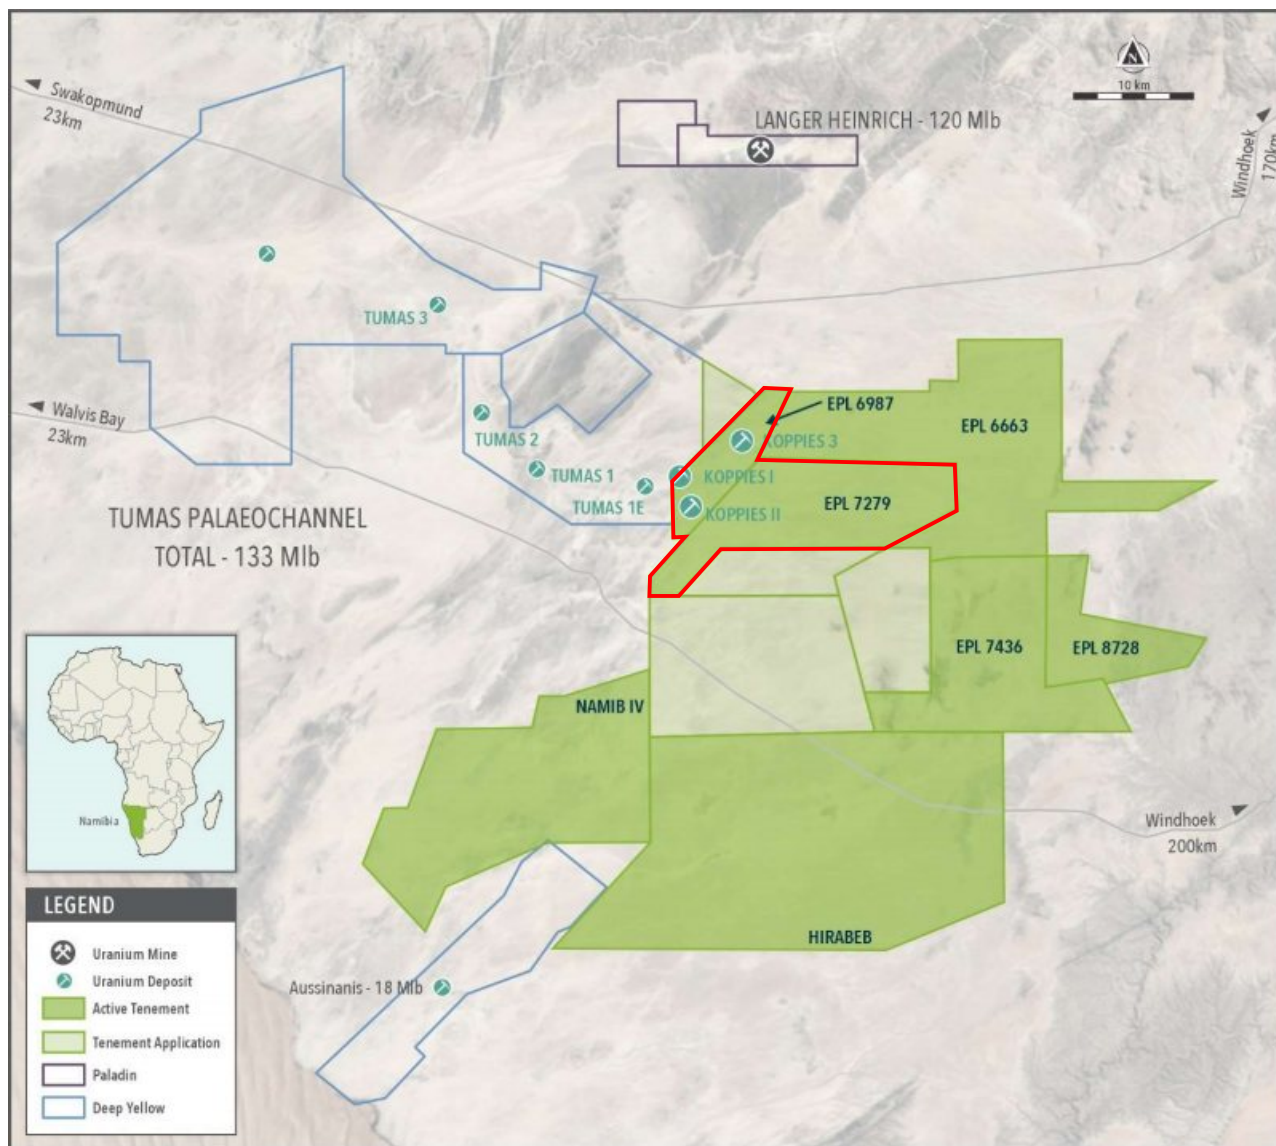 N
10 km
Swakopmund
23km
LANGER HEINRICH - 120 Mlb
Windhoek
170km
TUMAS 3
Walvis Bay
23km
TUMAS 2
TUMAS 1
TUMAS 1E
EPL 6987
KOPPIES 3
EPL 6663
KOPPIES I
EPL 7279
KOPPIES II
TUMAS PALAEOCHANNEL
TOTAL - 133 Mlb
EPL 7436
EPL 8728
NAMIB IV
Namibia
Windhoek
200km
HIRABEB
Aussinanis - 18 Mlb
LEGEND
Uranium Mine
Uranium Deposit
Active Tenement
Tenement Application
Paladin
Deep Yellow